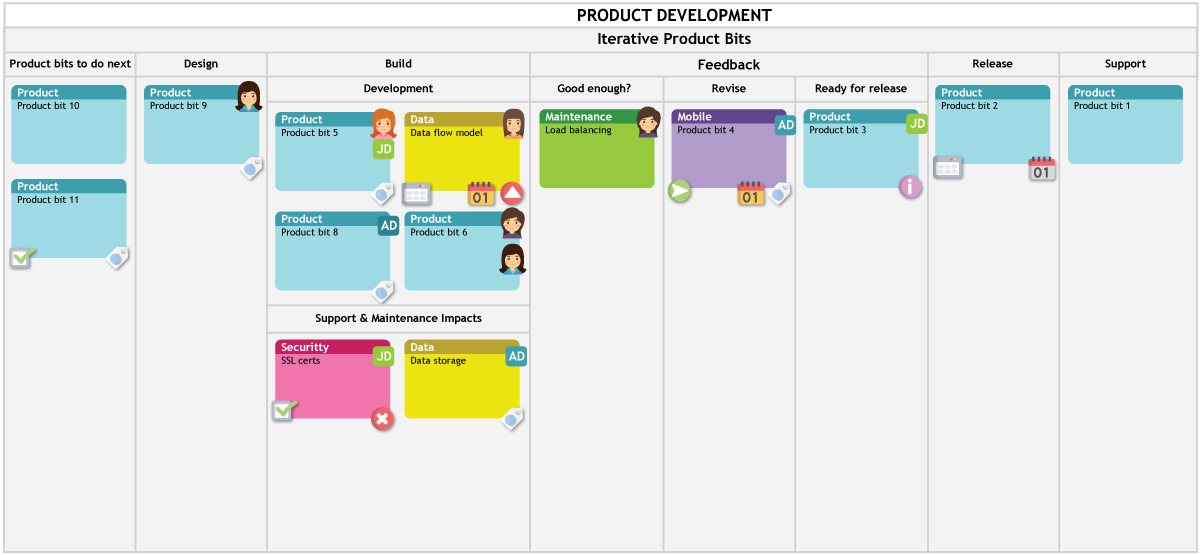 PRODUCT DEVELOPMENT
Iterative Product Bits
Product bits to do next
Design
Build
Feedback
Release
Support
Development
Good enough?
Revise
Ready for release
Product
Product bit 10
Product
Product bit 11
Product
Product bit 9
Product
Product bit 5
JD
Data
Data flow model
01
Product
Product bit 8
AD
Product
Product bit 6
Support & Maintenance Impacts
Securitty
SSL certs
JD
Data
Data storage
AD
Maintenance
Load balancing
Mobile
Product bit 4
AD
01
Product
Product bit 3
JD
i
Product
Product bit 2
01
Product
Product bit 1